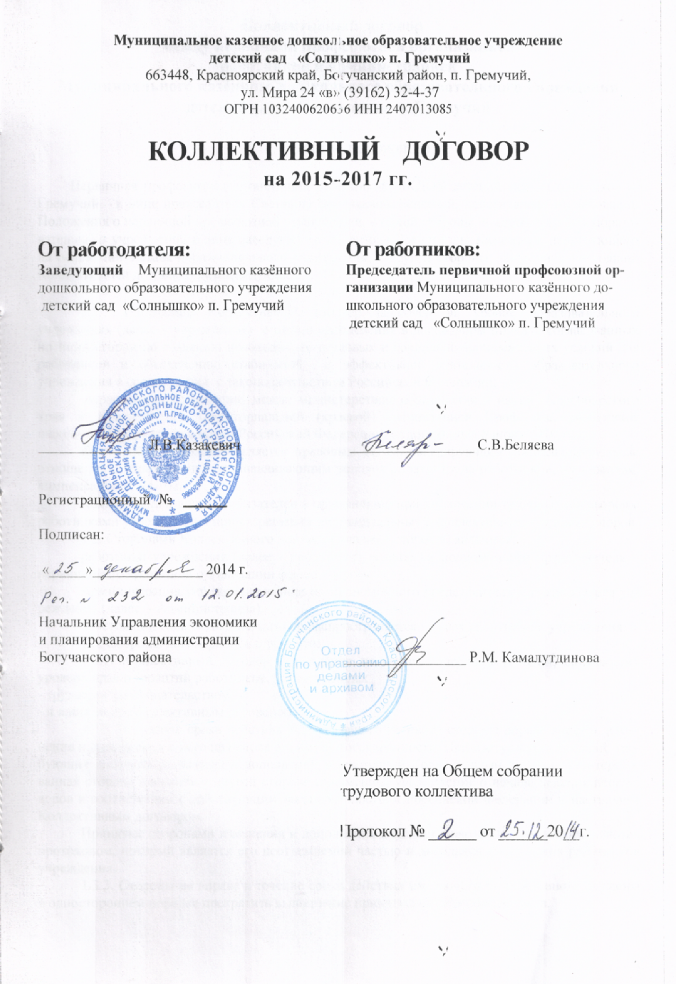 Муниципальное казенное дошкольное образовательное учреждение
детский сад «Солнышко» п. Гремучий
663448, Красноярский край, Богучанский район, п. Гремучий,
ул. Мира 24 «в» (39162) 32-4-37
ОГРН 1032400620636 ИНН 2407013085
КОЛЛЕКТИВНЫЙ ДОГОВОР
на 2015-2017 гг.
От работодателя:
Заведующий Муниципального казённого
дошкольного образовательного учреждения
детский сад «Солнышко» п. Гремучий
От работников:
Председатель первичной профсоюзной ор-
ганизации Муниципального казённого до-
школьного образовательного учреждения
детский сад «Солнышко» п. Гремучий
Л.В.Казакевич
С.В.Беляева
Регистрационный №
Подписан:
«25» декабря 2014 г.
Рег. № 232 от 12.01.2015
Начальник Управления экономики
и планирования администрации
Богучанского района
Отдел
по управлению
делами
и архивом
Р.М. Камалутдинова
Утвержден на Общем собрании
трудового коллектива
Протокол № 2 от 25.12 2014 г.